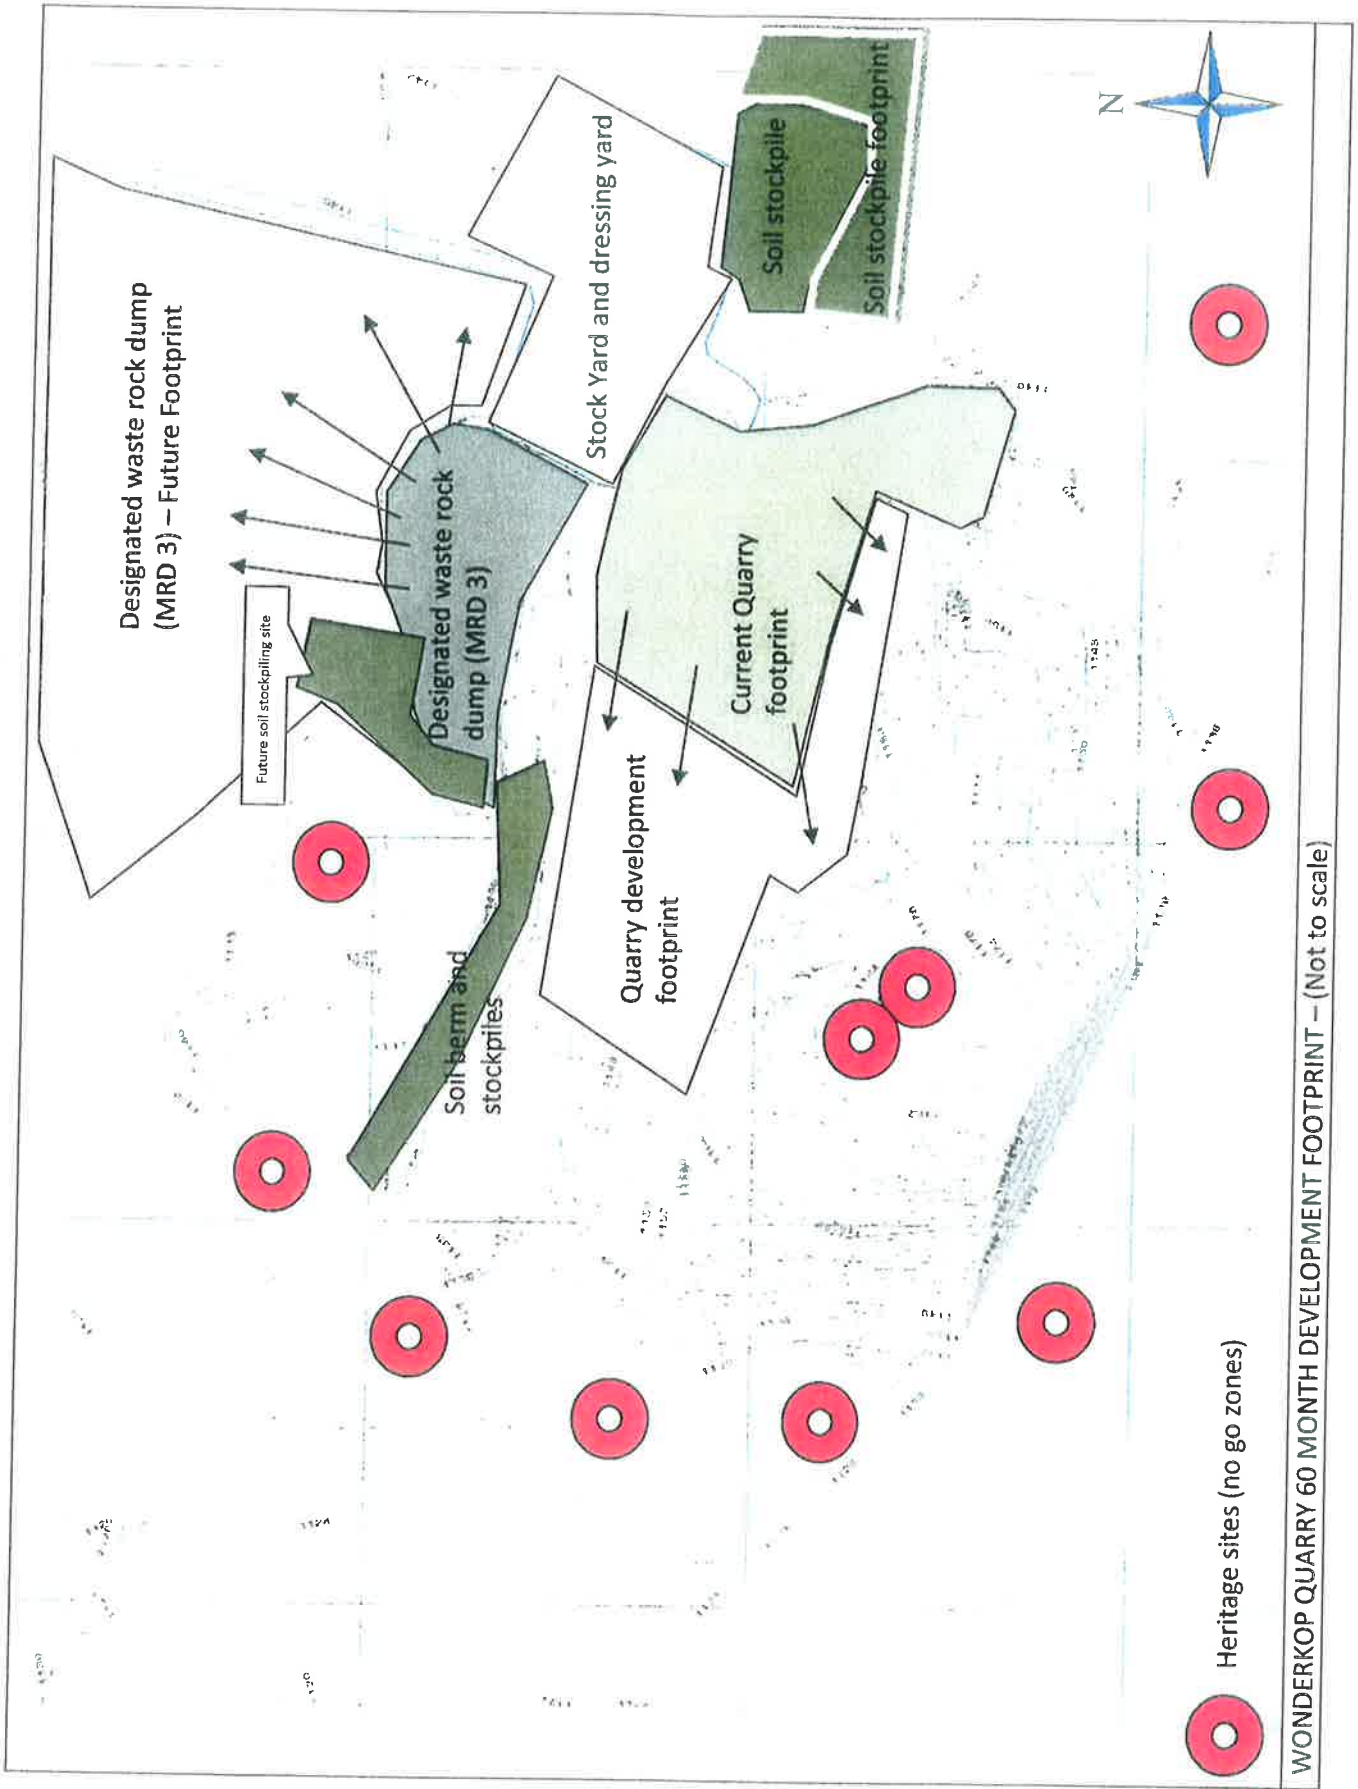 Designated waste rock dump
(MRD 3) – Future Footprint
Future soil stockpiling site
Designated waste rock
dump (MRD 3)
Stock Yard and dressing yard
Soil stockpile
Soil stockpile footprint
N
Soil berm and
stockpiles
Quarry development
footprint
Current Quarry
footprint
Heritage sites (no go zones)
WONDERKOP QUARRY 60 MONTH DEVELOPMENT FOOTPRINT – (Not to scale)